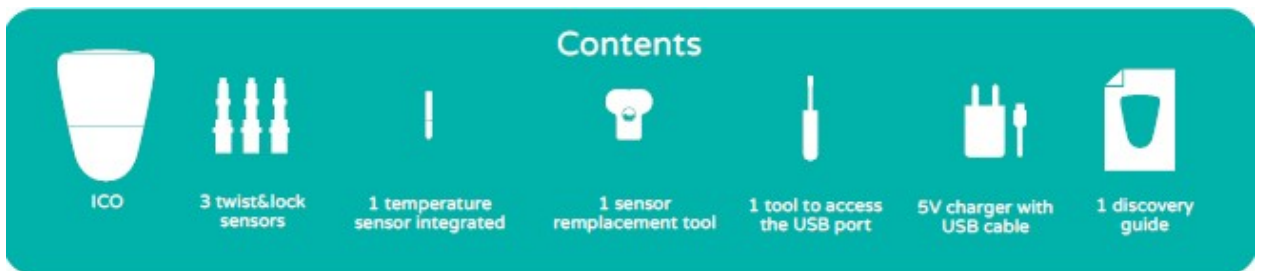 Contents
ICO
3 twist&lock
sensors
1 temperature
sensor integrated
1 sensor
remplacement tool
1 tool to access
the USB port
5V charger with
USB cable
1 discovery
guide